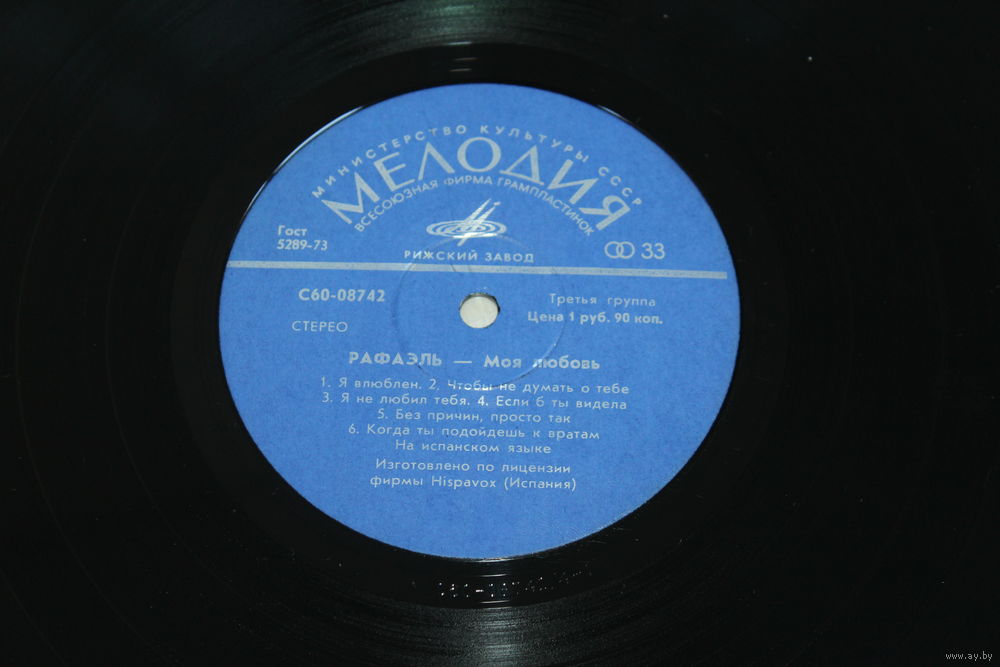 МИНИСТЕРСТВО КУЛЬТУРЫ СССР
МЕЛОДИЯ
ВСЕСОЮЗНАЯ ФИРМА ГРАМПЛАСТИНОК
Гост
5289-73
33
РИЖСКИЙ ЗАВОД
С60-08742
Третья группа
Цена 1 руб. 90 коп.
СТЕРЕО
РАФАЭЛЬ — Моя любовь
1. Я влюблен. 2. Чтобы не думать о тебе
3. Я не любил тебя. 4. Если б ты видела
5. Без причин, просто так
6. Когда ты подойдешь к вратам
На испанском языке
Изготовлено по лицензии
фирмы Hispavox (Испания)
www.ay.by